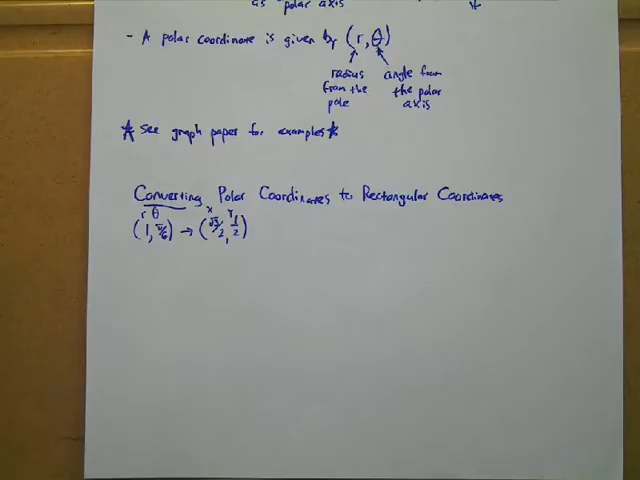 as polar axis
- A polar coordinate is given by (r, θ)
radius from the pole
angle from the polar axis
* See graph paper for examples *
Converting Polar Coordinates to Rectangular Coordinates
r θ x y
(1, π/6) → (√3/2, 1/2)